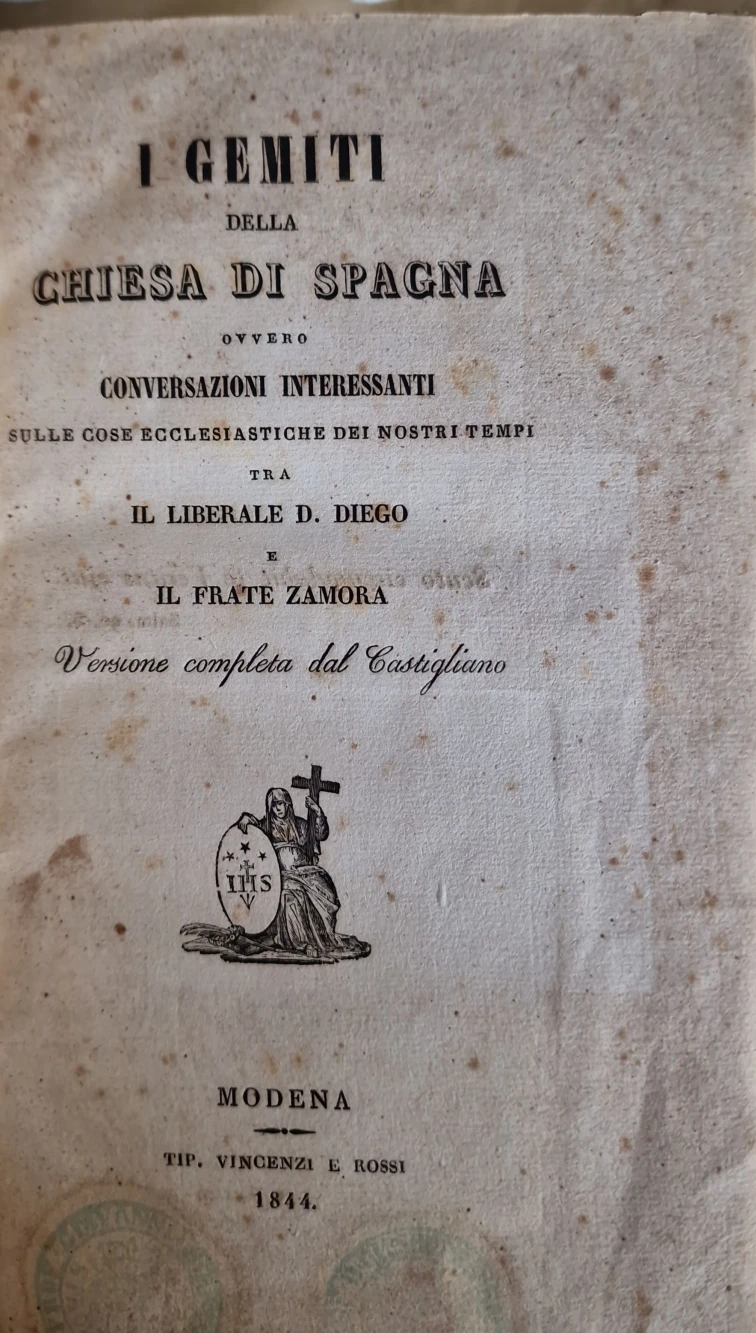 I GEMITI
DELLA
CHIESA DI SPAGNA
OVVERO
CONVERSAZIONI INTERESSANTI
SULLE COSE ECCLESIASTICHE DEI NOSTRI TEMPI
TRA
IL LIBERALE D. DIEGO
E
IL FRATE ZAMORA
Versione completa dal Castigliano
IHS
MODENA
TIP. VINCENZI E ROSSI
1844.